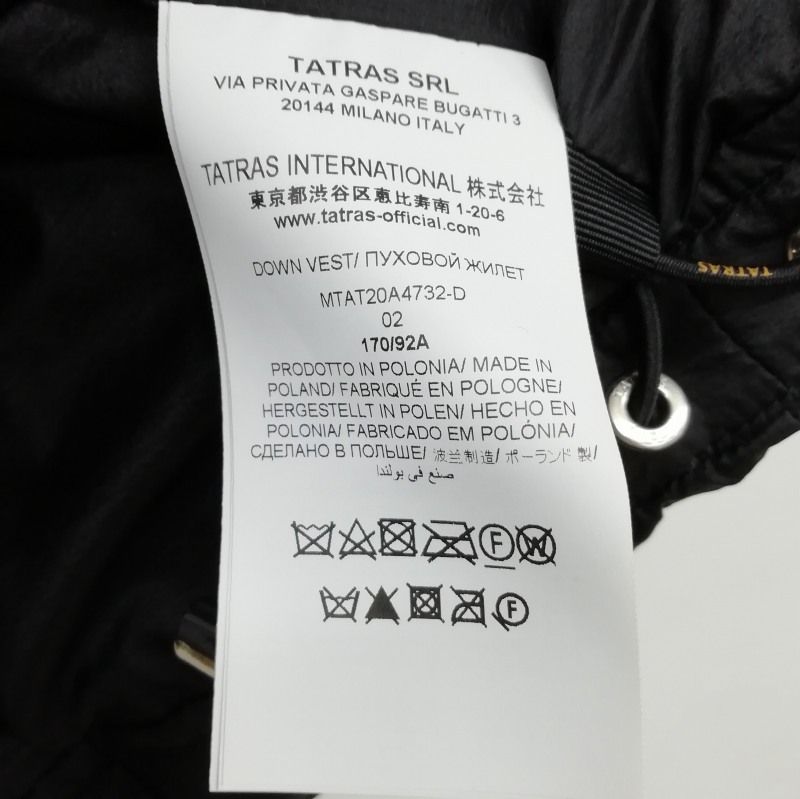 TATRAS SRL
VIA PRIVATA GASPARE BUGATTI 3
20144 MILANO ITALY
TATRAS INTERNATIONAL 株式会社
東京都渋谷区恵比寿南 1-20-6
www.tatras-official.com
DOWN VEST/ ПУХОВОЙ ЖИЛЕТ
MTAT20A4732-D
02
170/92A
PRODOTTO IN POLONIA/ MADE IN
POLAND/ FABRIQUÉ EN POLOGNE/
HERGESTELLT IN POLEN/ HECHO EN
POLONIA/ FABRICADO EM POLÓNIA/
СДЕЛАНО В ПОЛЬШЕ/ 波兰制造/ ポーランド 製/
صنع في بولندا
F W
F
TATRAS